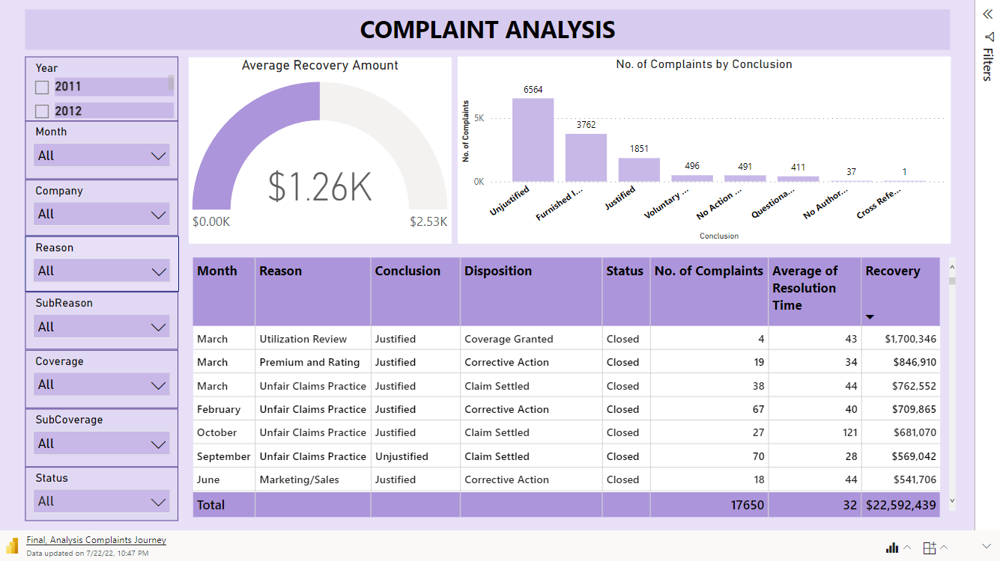 COMPLAINT ANALYSIS
Filters
Year
2011
2012
Month
All
Company
All
Reason
All
SubReason
All
Coverage
All
SubCoverage
All
Status
All
Average Recovery Amount
$1.26K
$0.00K $2.53K
No. of Complaints by Conclusion
No. of Complaints
5K
0K
6564 3762 1851 496 491 411 37 1
Unjustified Furnished I... Justified Voluntary ... No Action ... Questiona... No Author... Cross Refe...
Conclusion
Month Reason Conclusion Disposition Status No. of Complaints Average of Recovery
Resolution
Time
March Utilization Review Justified Coverage Granted Closed 4 43 $1,700,346
March Premium and Rating Justified Corrective Action Closed 19 34 $846,910
March Unfair Claims Practice Justified Claim Settled Closed 38 44 $762,552
February Unfair Claims Practice Justified Corrective Action Closed 67 40 $709,865
October Unfair Claims Practice Justified Claim Settled Closed 27 121 $681,070
September Unfair Claims Practice Unjustified Claim Settled Closed 70 28 $569,042
June Marketing/Sales Justified Corrective Action Closed 18 44 $541,706
Total 17650 32 $22,592,439
Final, Analysis Complaints Journey
Data updated on 7/22/22, 10:47 PM